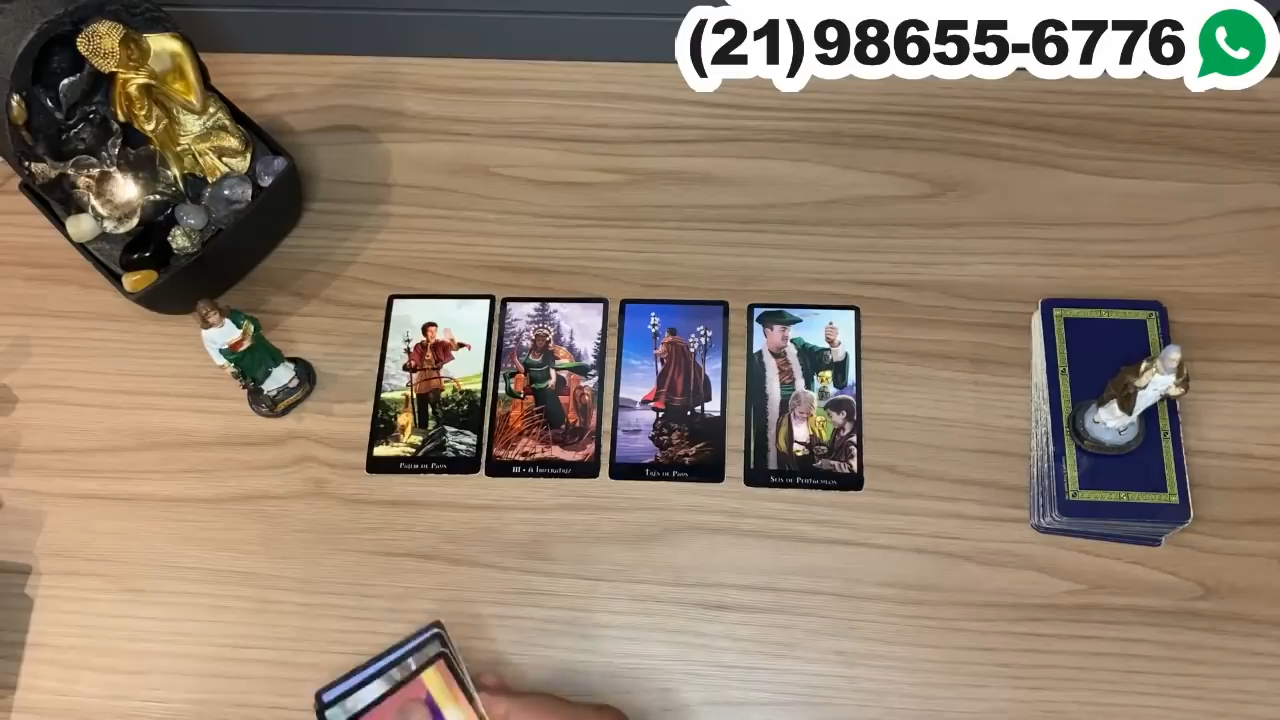 (21)98655-6776
PAJEM DE PAUS
III • A IMPERATRIZ
TRÊS DE PAUS
SEIS DE PENTÁCULOS